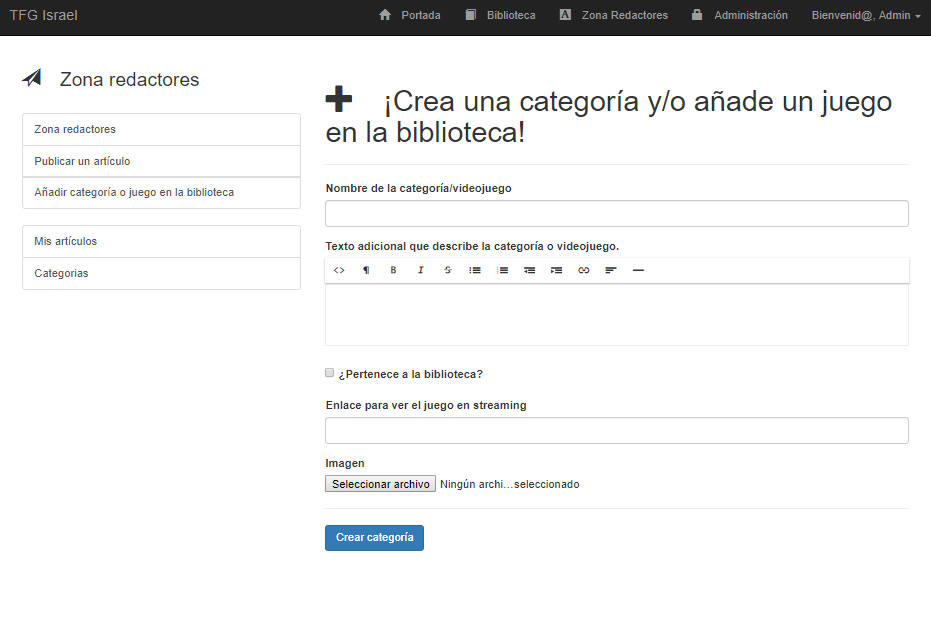 TFG Israel
Portada
Biblioteca
Zona Redactores
Administración
Bienvenid@, Admin
Zona redactores
Zona redactores
Publicar un artículo
Añadir categoría o juego en la biblioteca
Mis artículos
Categorias
¡Crea una categoría y/o añade un juego
en la biblioteca!
Nombre de la categoría/videojuego
Texto adicional que describe la categoría o videojuego.
¿Pertenece a la biblioteca?
Enlace para ver el juego en streaming
Imagen
Seleccionar archivo Ningún archi…seleccionado
Crear categoría